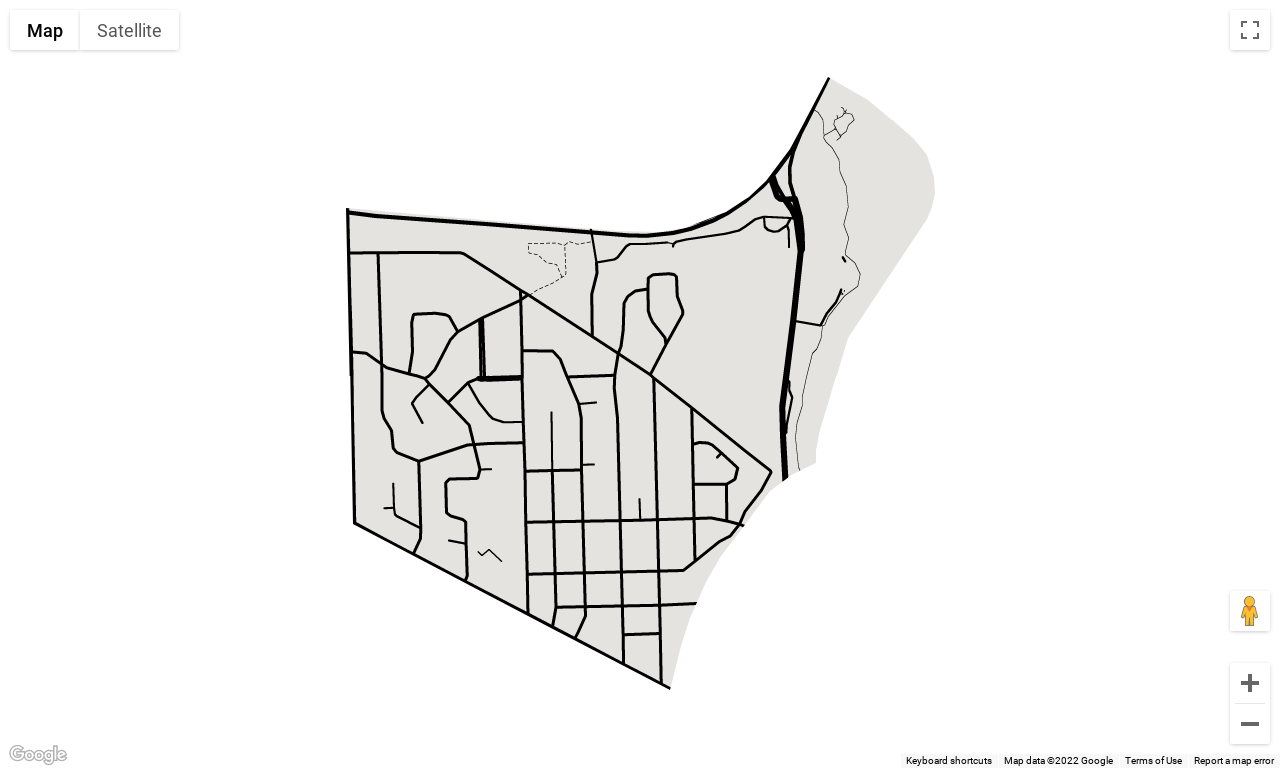 Map Satellite
Google
Keyboard shortcuts Map data ©2022 Google Terms of Use Report a map error